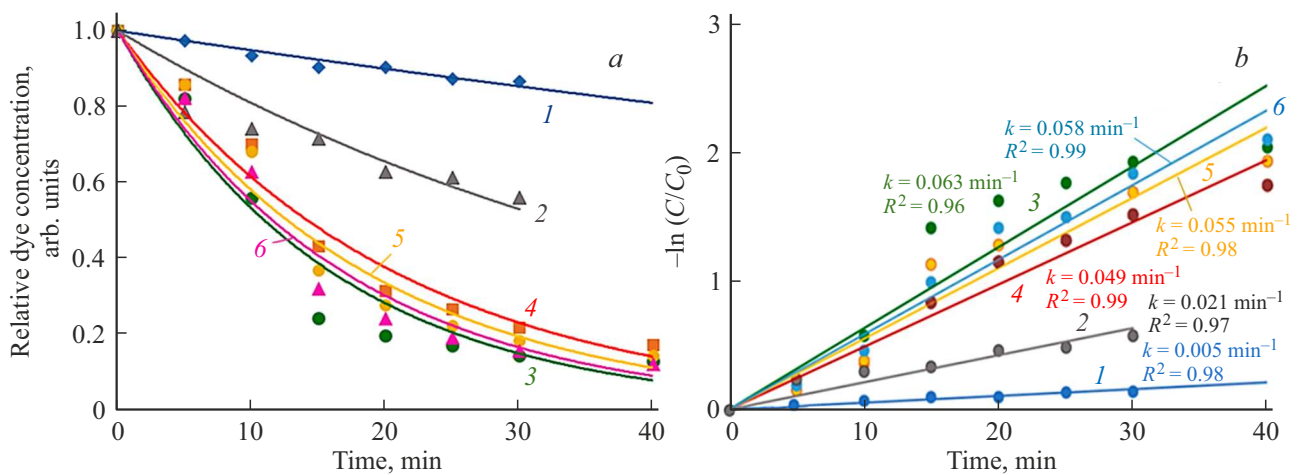 Relative dye concentration,
arb. units
1.0
0.8
0.6
0.4
0.2
0
0
10
20
30
40
Time, min
a
1
2
5
6
4
3
–ln (C/C0)
3
2
1
0
0
10
20
30
40
Time, min
b
6
k = 0.058 min–1
R2 = 0.99
5
k = 0.063 min–1
R2 = 0.96
3
k = 0.055 min–1
R2 = 0.98
4
k = 0.049 min–1
R2 = 0.99
k = 0.021 min–1
R2 = 0.97
2
k = 0.005 min–1
R2 = 0.98
1